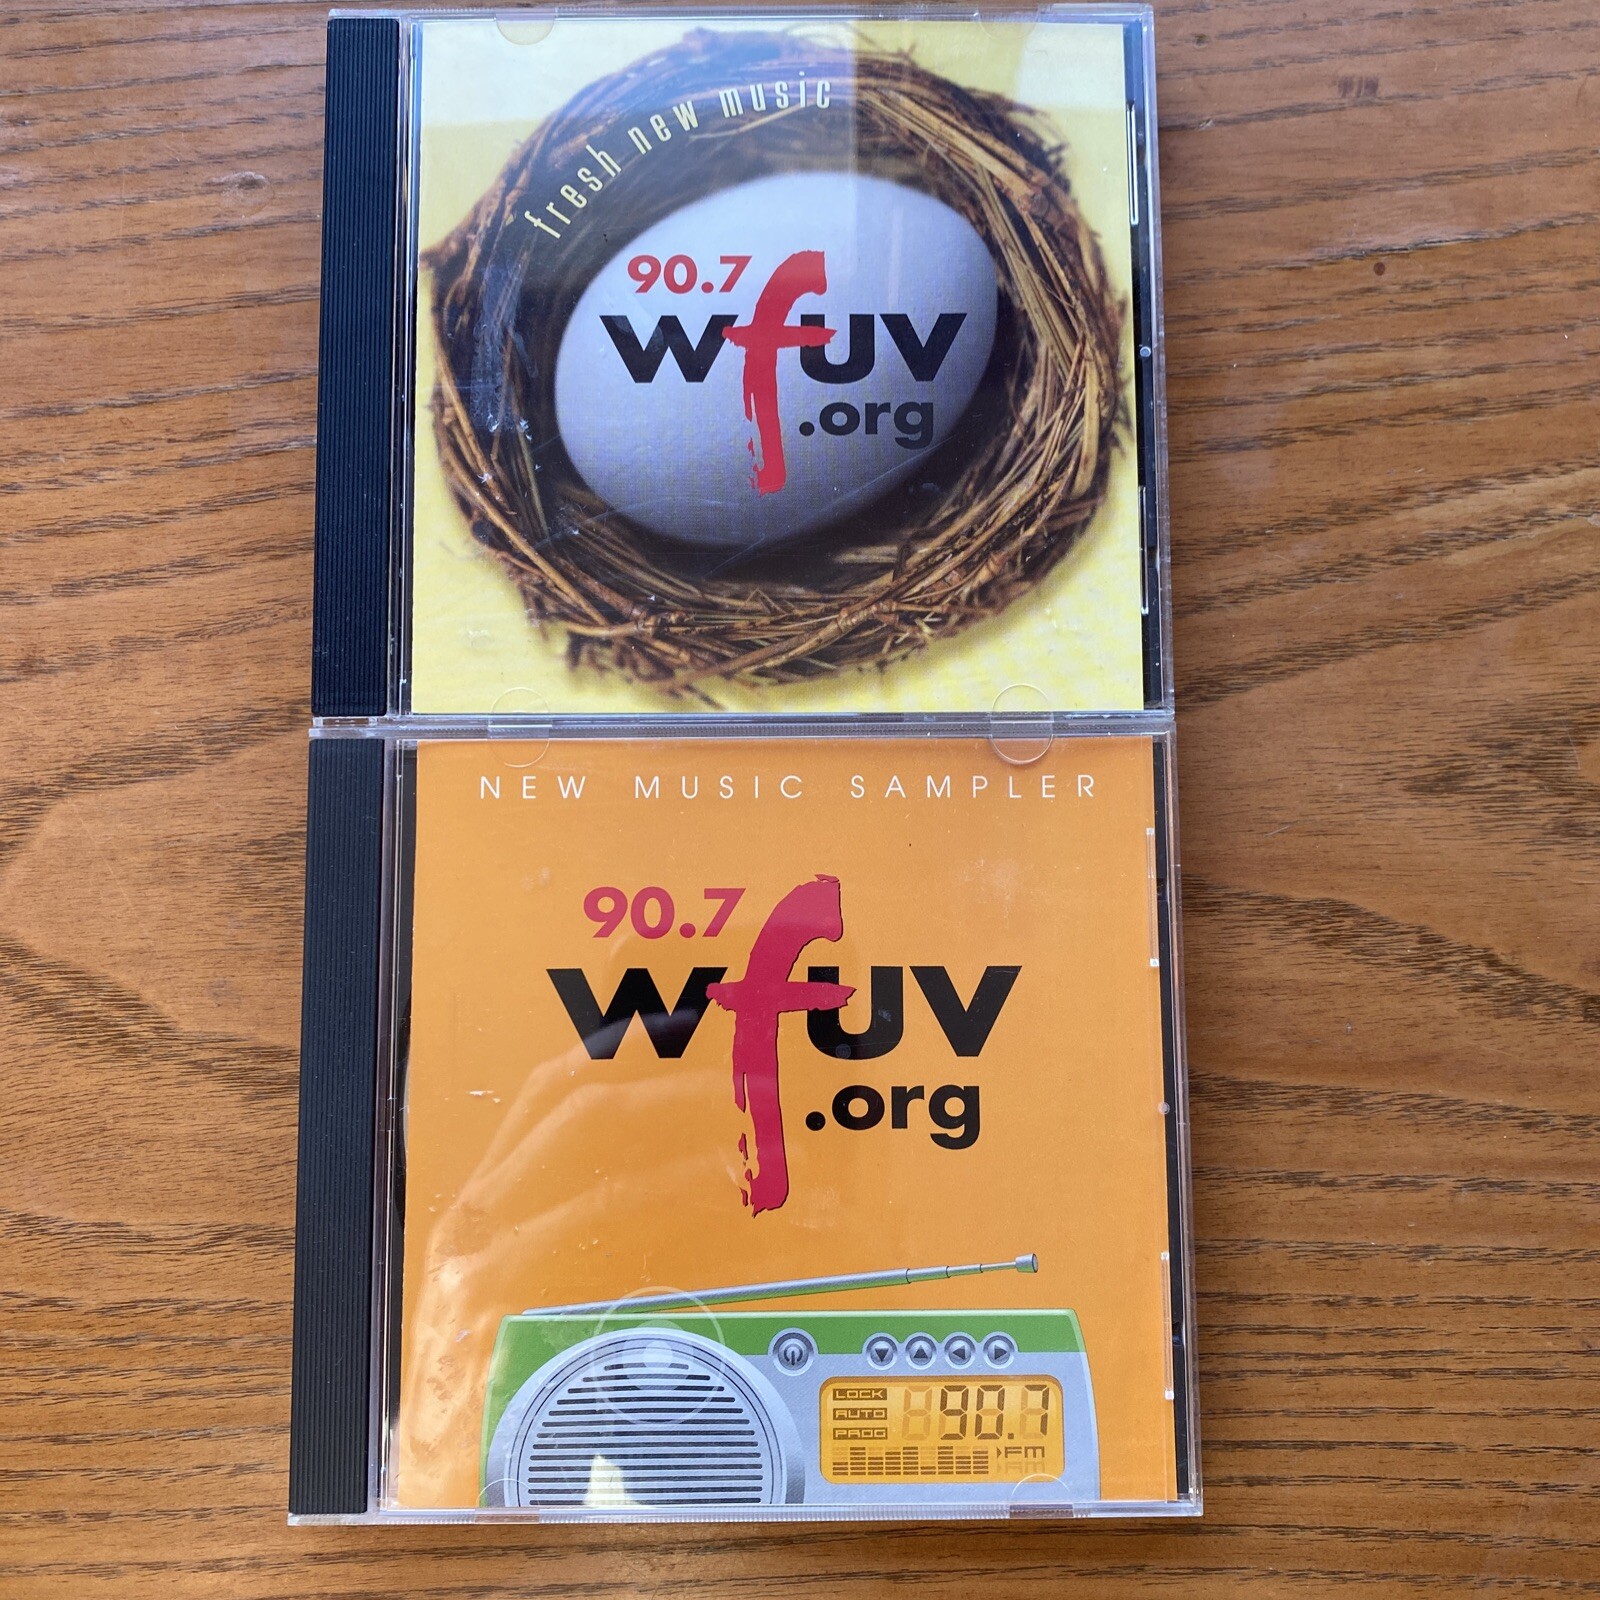 fresh new music
90.7
wfuv
.org
NEW MUSIC SAMPLER
90.7
wfuv
.org
LOCK
AUTO
PROG
90.7
FM
AM